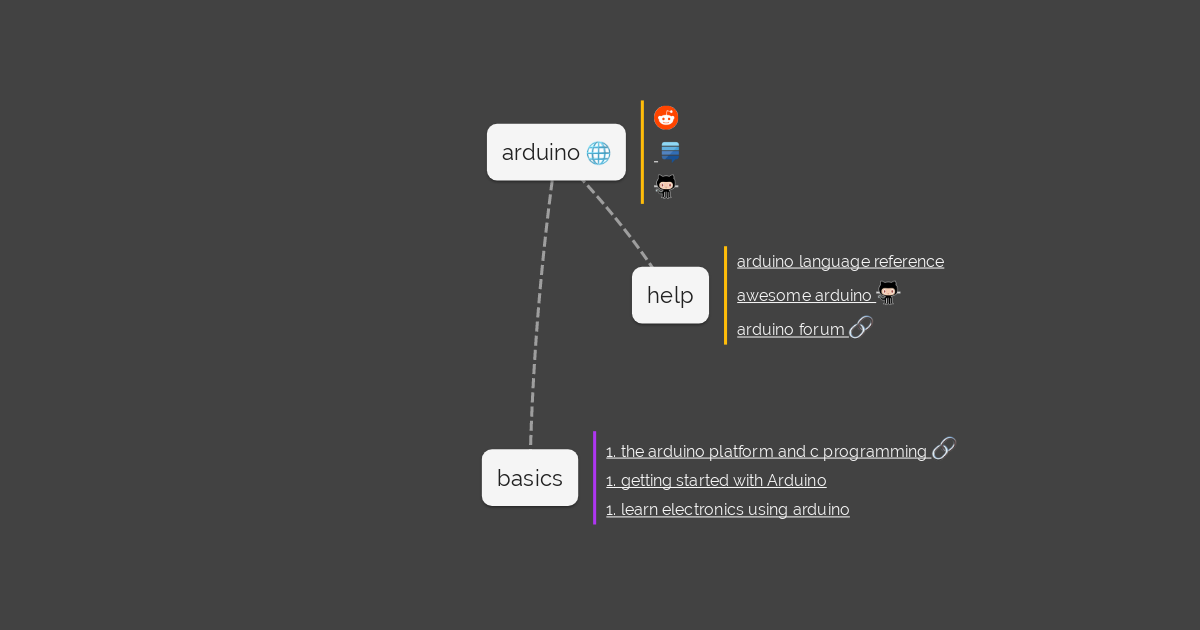 arduino
help
arduino language reference
awesome arduino
arduino forum
basics
1. the arduino platform and c programming
1. getting started with Arduino
1. learn electronics using arduino